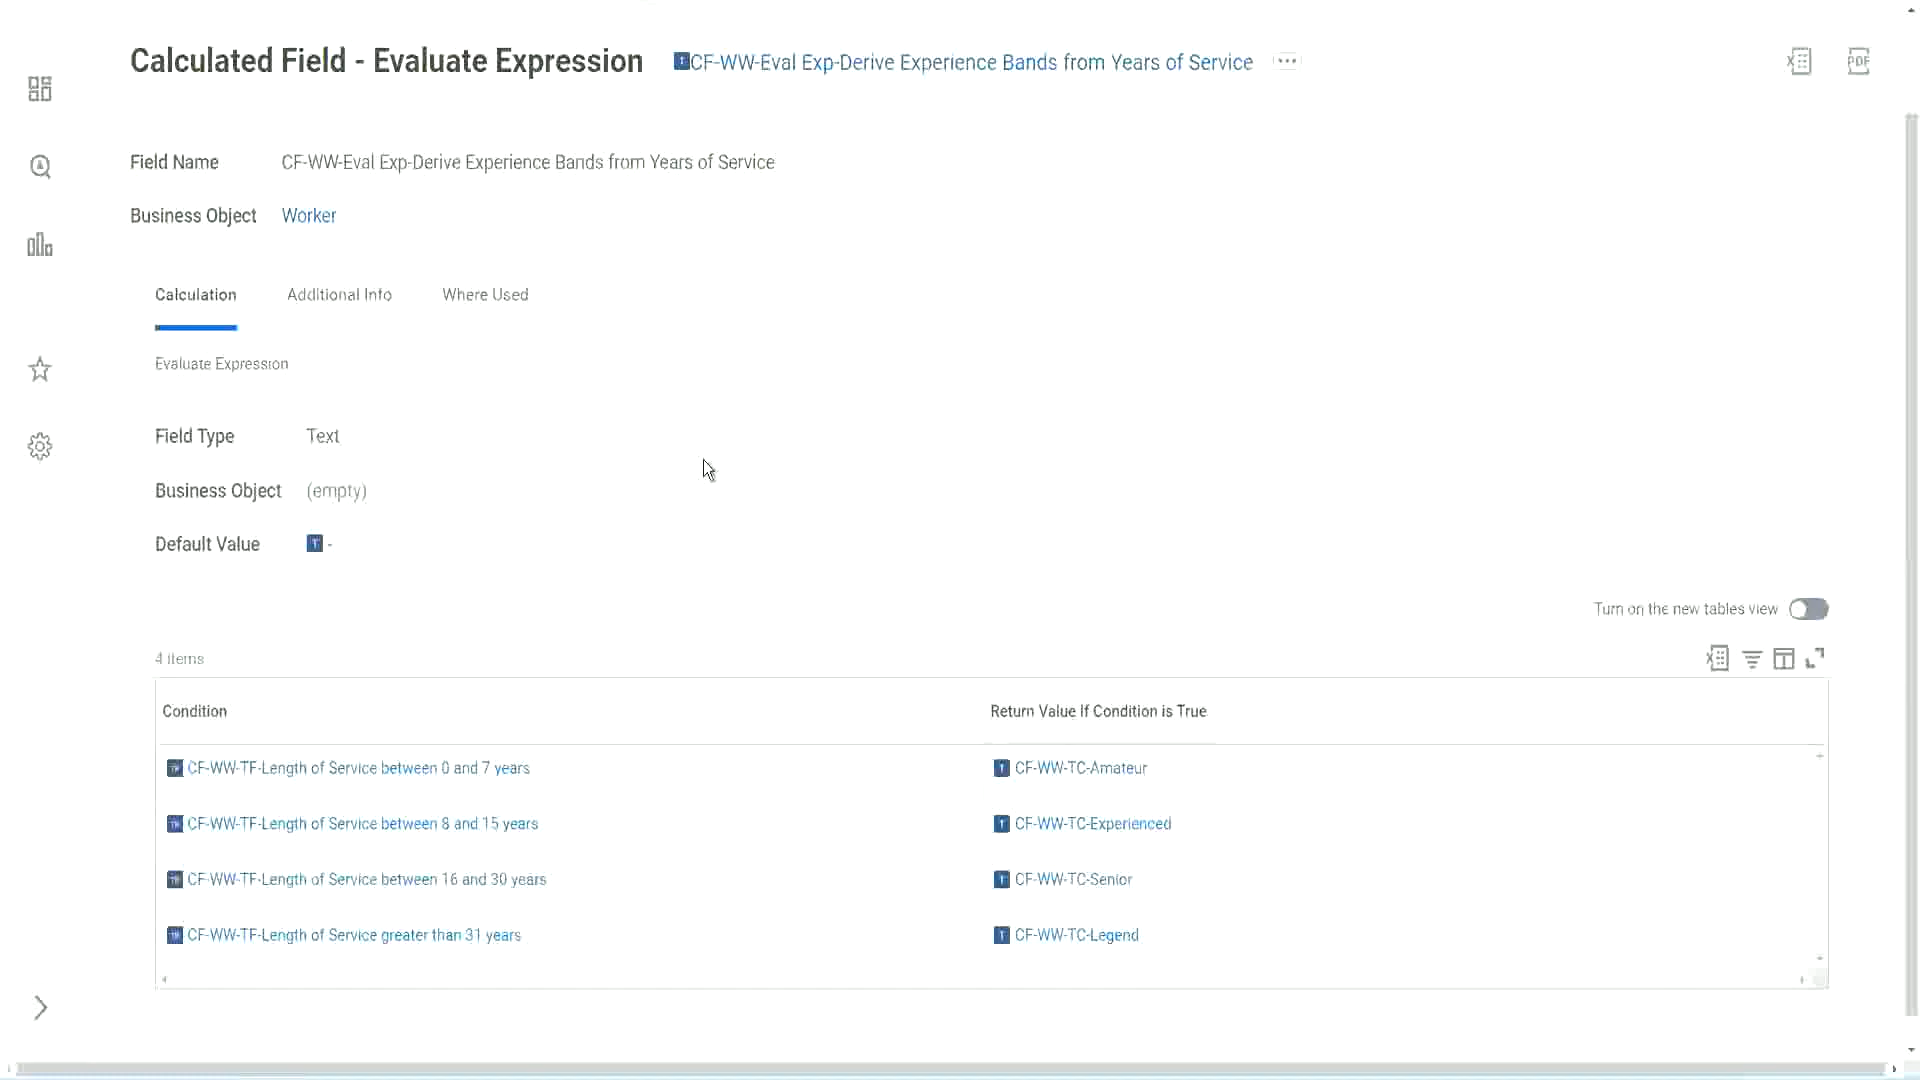 Calculated Field - Evaluate Expression
CF-WW-Eval Exp-Derive Experience Bands from Years of Service
PDF
Field Name CF-WW-Eval Exp-Derive Experience Bands from Years of Service
Business Object Worker
Calculation Additional Info Where Used
Evaluate Expression
Field Type Text
Business Object (empty)
Default Value T -
Turn on the new tables view
4 items
Condition Return Value If Condition is True
CF-WW-TF-Length of Service between 0 and 7 years T CF-WW-TC-Amateur
CF-WW-TF-Length of Service between 8 and 15 years T CF-WW-TC-Experienced
CF-WW-TF-Length of Service between 16 and 30 years T CF-WW-TC-Senior
CF-WW-TF-Length of Service greater than 31 years T CF-WW-TC-Legend